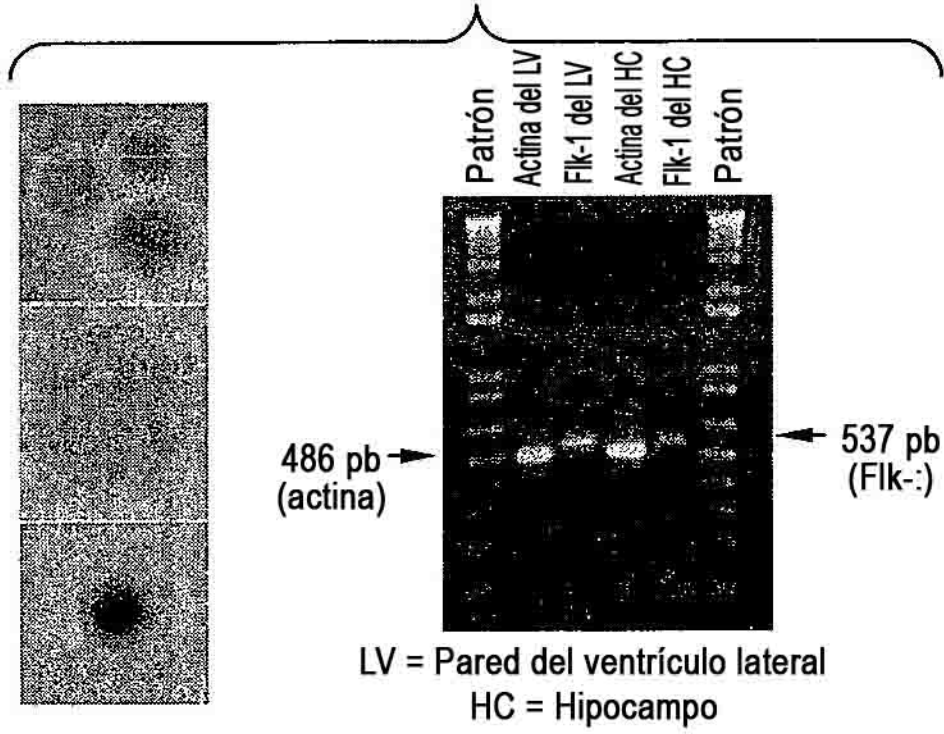 Patrón
Actina del LV
Flk-1 del LV
Actina del HC
Flk-1 del HC
Patrón
486 pb
(actina)
537 pb
(Flk-:)
LV = Pared del ventrículo lateral
HC = Hipocampo